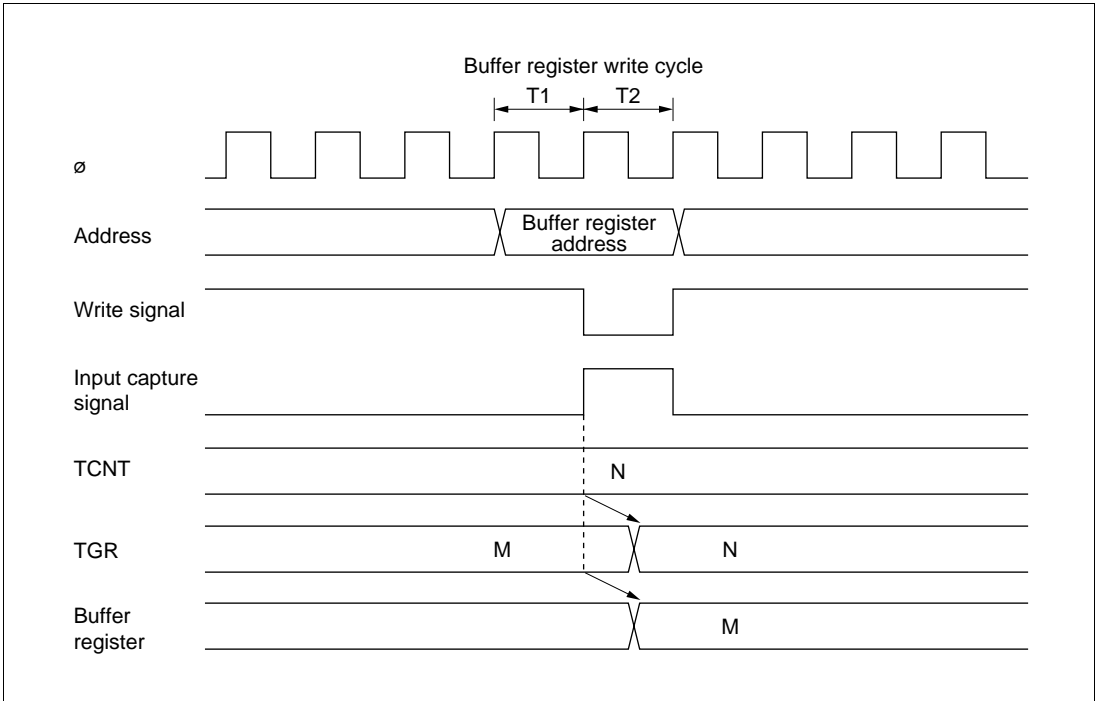 Buffer register write cycle
T1 T2
ø
Address
Buffer register
address
Write signal
Input capture
signal
TCNT
N
TGR
M N
Buffer
register
M